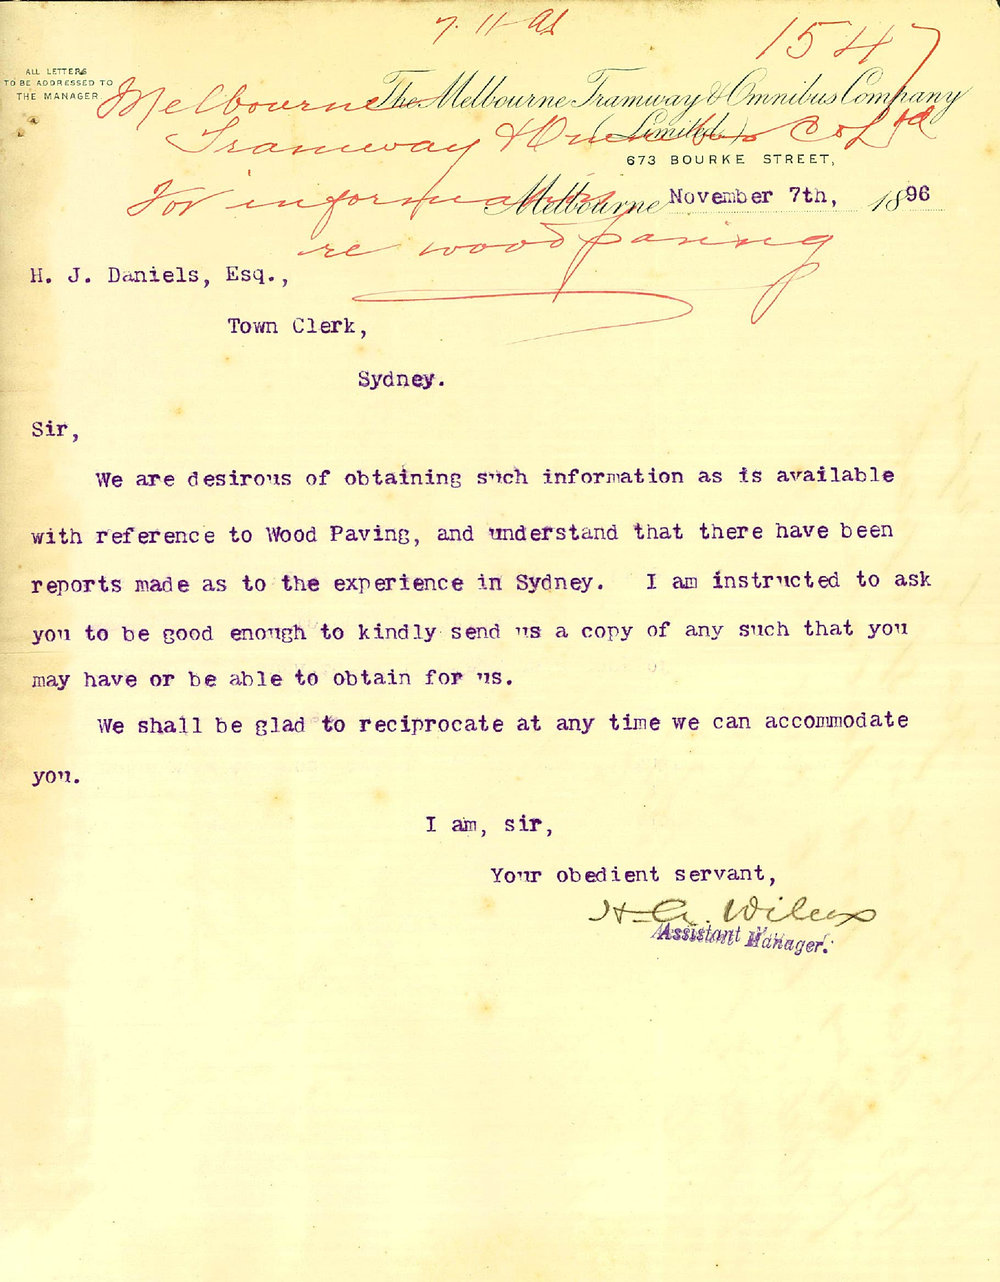 7. 11
1547
ALL LETTERS
TO BE ADDRESSED TO
THE MANAGER
The Melbourne Tramway & Omnibus Company
(Limited)
673 BOURKE STREET,
Melbourne November 7th, 1896
Melbourne
Tramway & Omnibus Co Ltd
For information
re wood paving
H. J. Daniels, Esq.,
Town Clerk,
Sydney.
Sir,
We are desirous of obtaining such information as is available
with reference to Wood Paving, and understand that there have been
reports made as to the experience in Sydney. I am instructed to ask
you to be good enough to kindly send us a copy of any such that you
may have or be able to obtain for us.
We shall be glad to reciprocate at any time we can accommodate
you.
I am, sir,
Your obedient servant,
H. A. Wilcox
Assistant Manager.